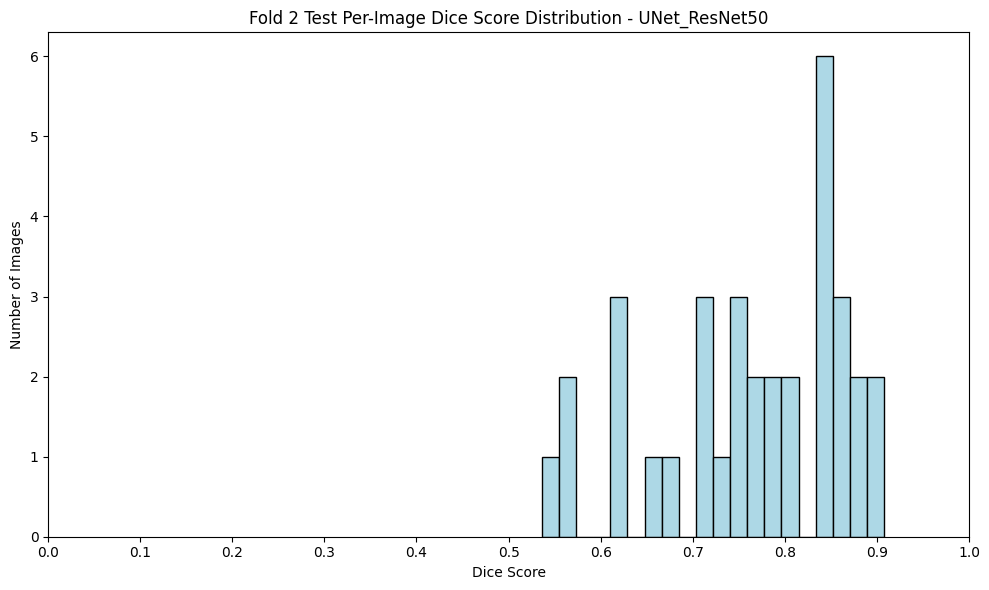 Fold 2 Test Per-Image Dice Score Distribution - UNet_ResNet50
Number of Images
6
5
4
3
2
1
0
0.0 0.1 0.2 0.3 0.4 0.5 0.6 0.7 0.8 0.9 1.0
Dice Score